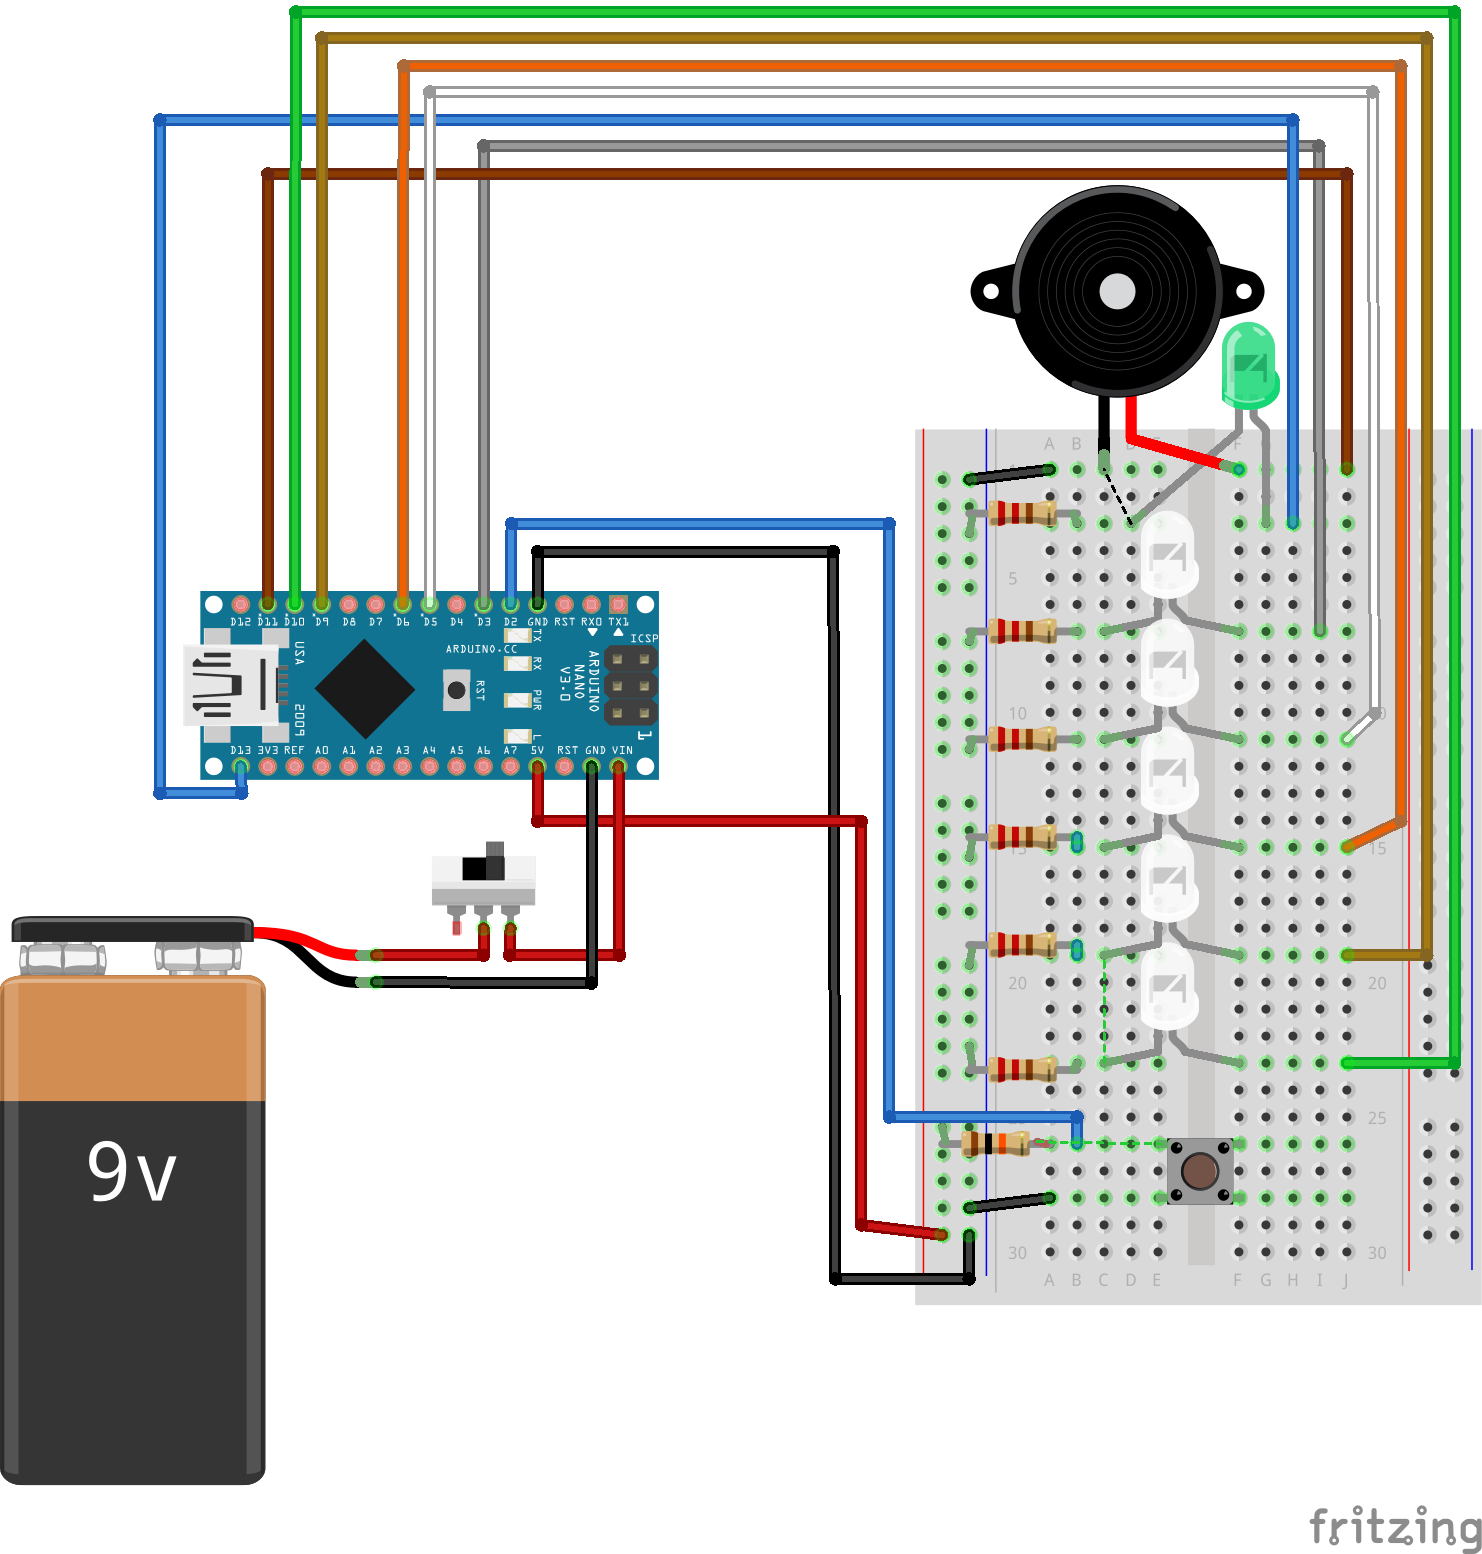 A B D F
5
10
15 15
20 20
25
30 30
A B C D E F G H I J
D12 D11 D10 D9 D8 D7 D6 D5 D4 D3 D2 GND RST RX0 TX1
TX
RX
PWR
L
ICSP
ARDUINO.CC
RST
ARDUINO
NANO
V3.0
USA
2009
1
D13 3V3 REF A0 A1 A2 A3 A4 A5 A6 A7 5V RST GND VIN
9v
fritzing